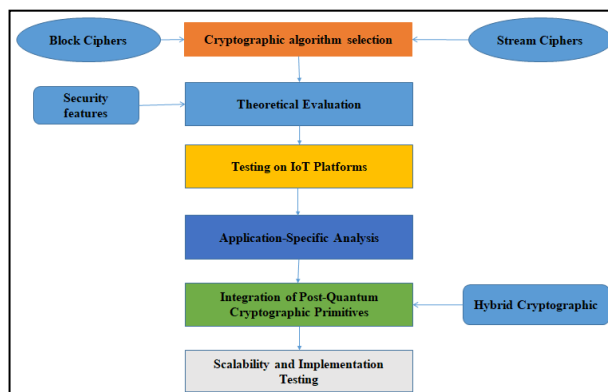 Block Ciphers
Cryptographic algorithm selection
Stream Ciphers
Security
features
Theoretical Evaluation
Testing on IoT Platforms
Application-Specific Analysis
Integration of Post-Quantum
Cryptographic Primitives
Hybrid Cryptographic
Scalability and Implementation
Testing